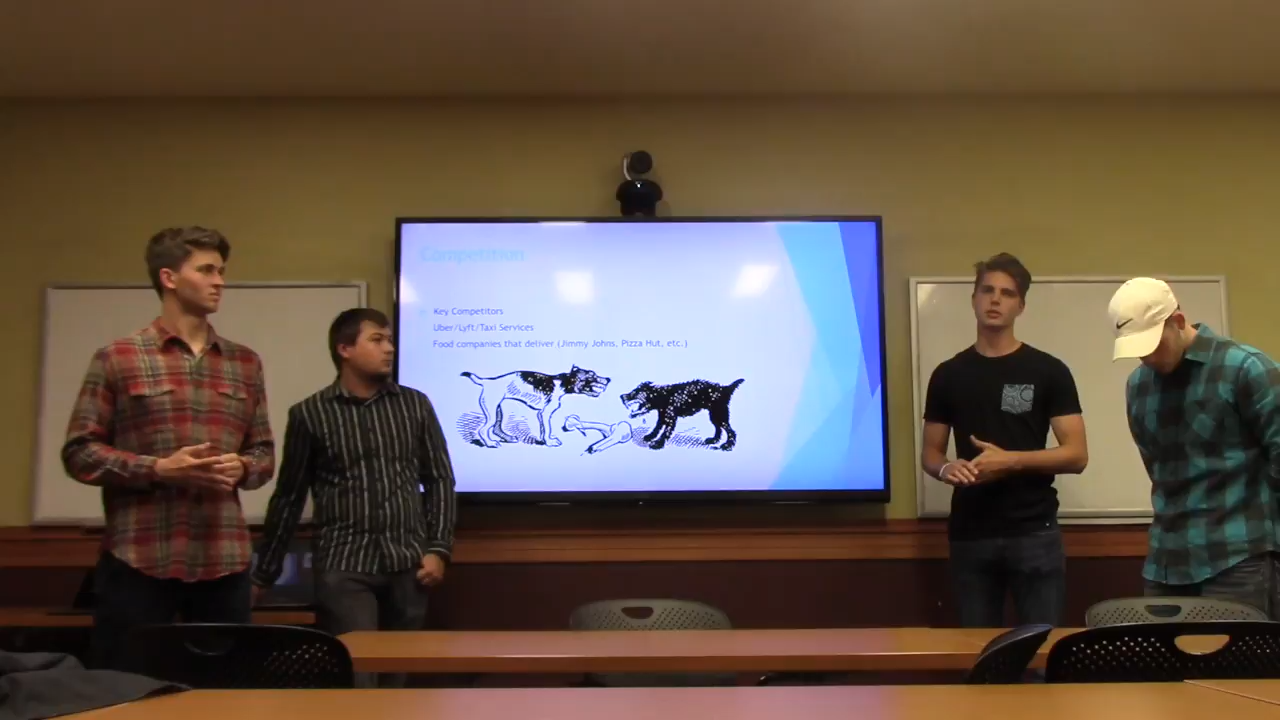 Competition
Key Competitors
Uber/Lyft/Taxi Services
Food companies that deliver (Jimmy Johns, Pizza Hut, etc.)